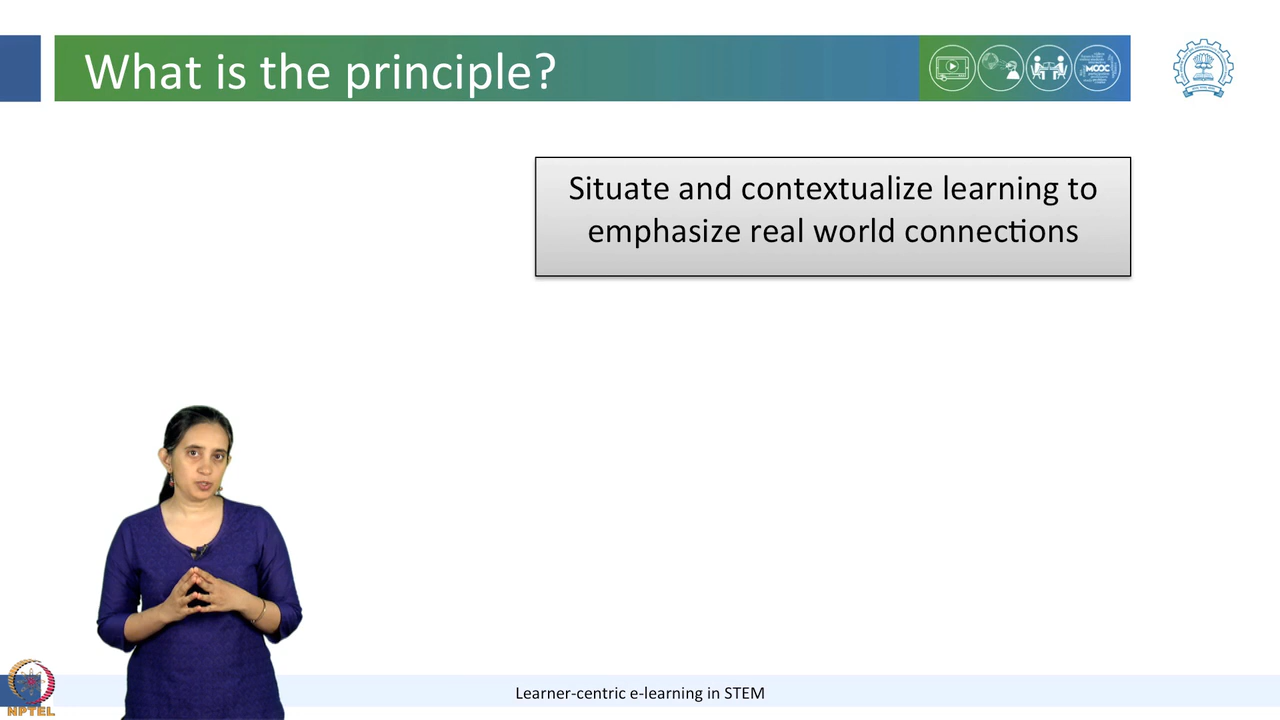 What is the principle?
MOOC
Situate and contextualize learning to
emphasize real world connections
Learner-centric e-learning in STEM
NPTEL